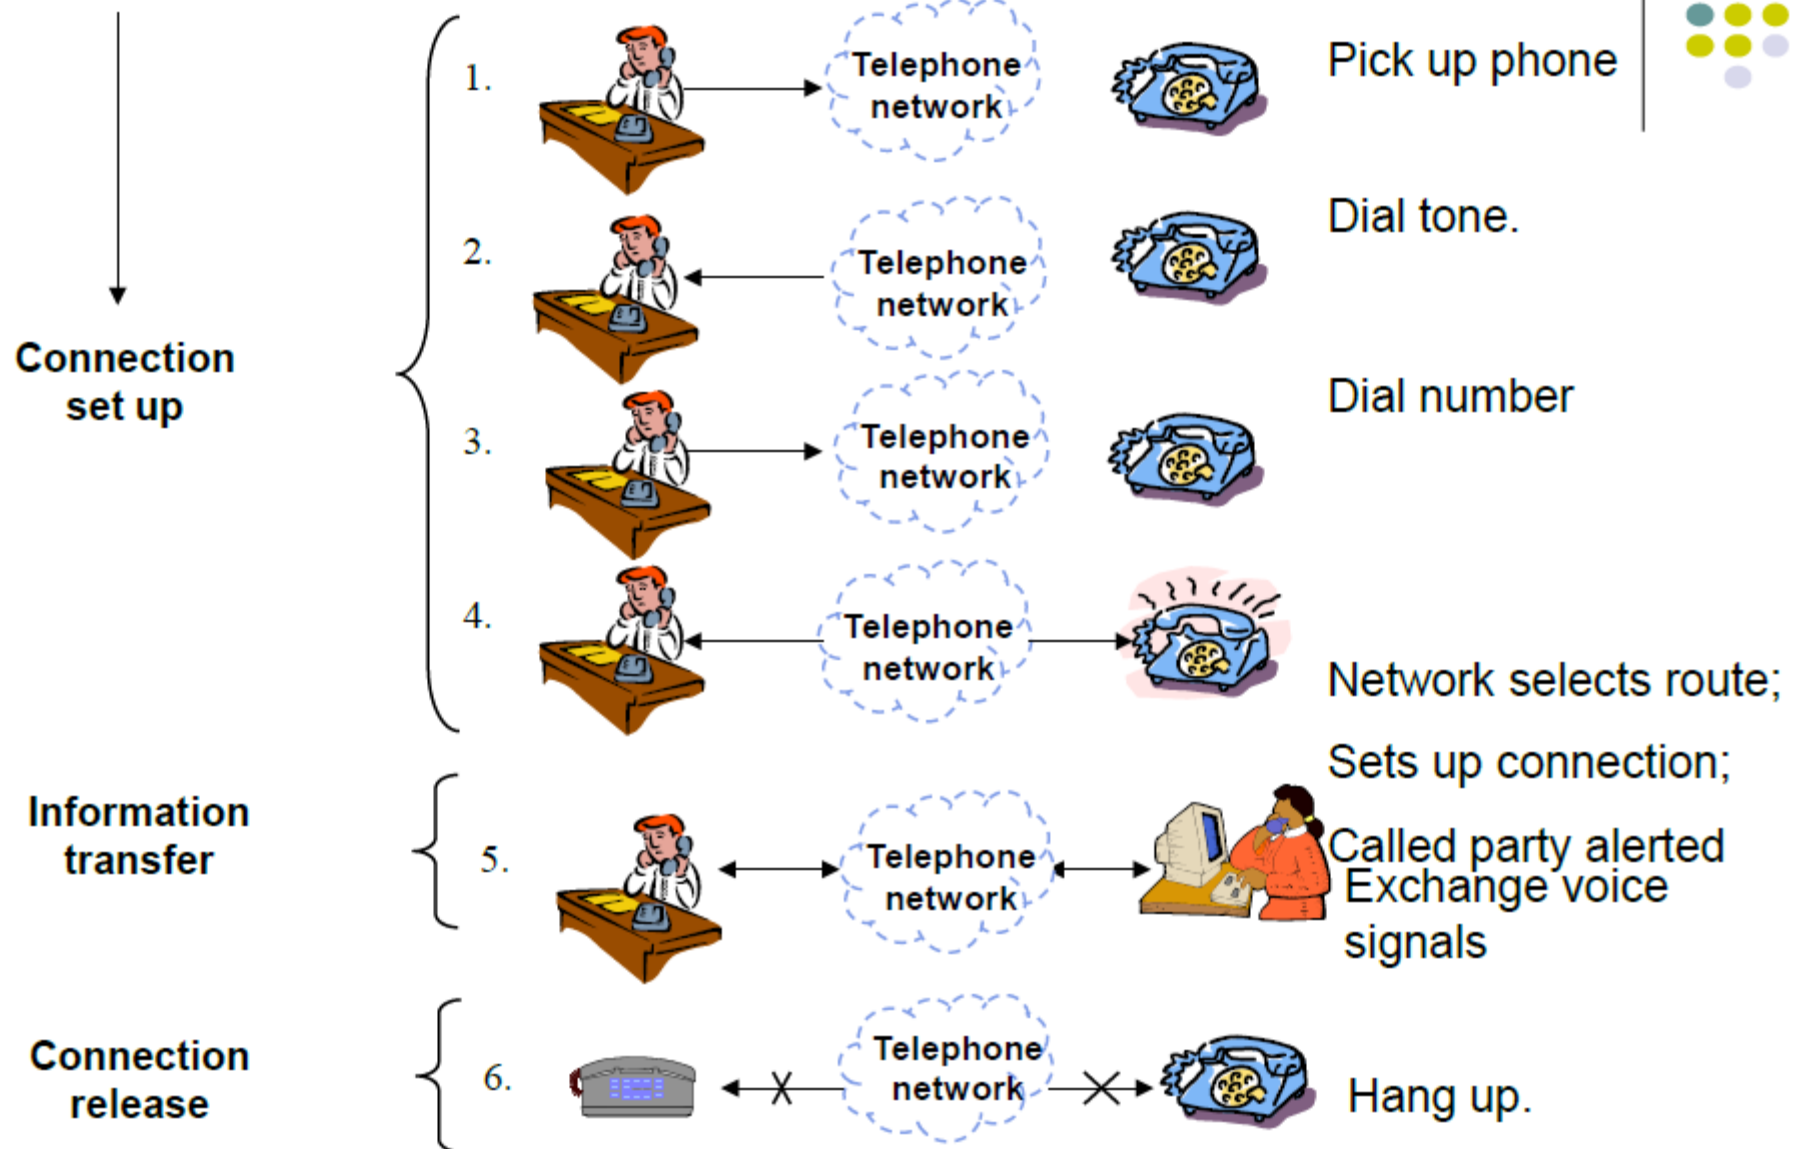 1.
Telephone
network
Pick up phone
2.
Telephone
network
Dial tone.
Connection
set up
3.
Telephone
network
Dial number
4.
Telephone
network
Network selects route;
Sets up connection;
Called party alerted
Information
transfer
5.
Telephone
network
Exchange voice
signals
Connection
release
6.
Telephone
network
Hang up.